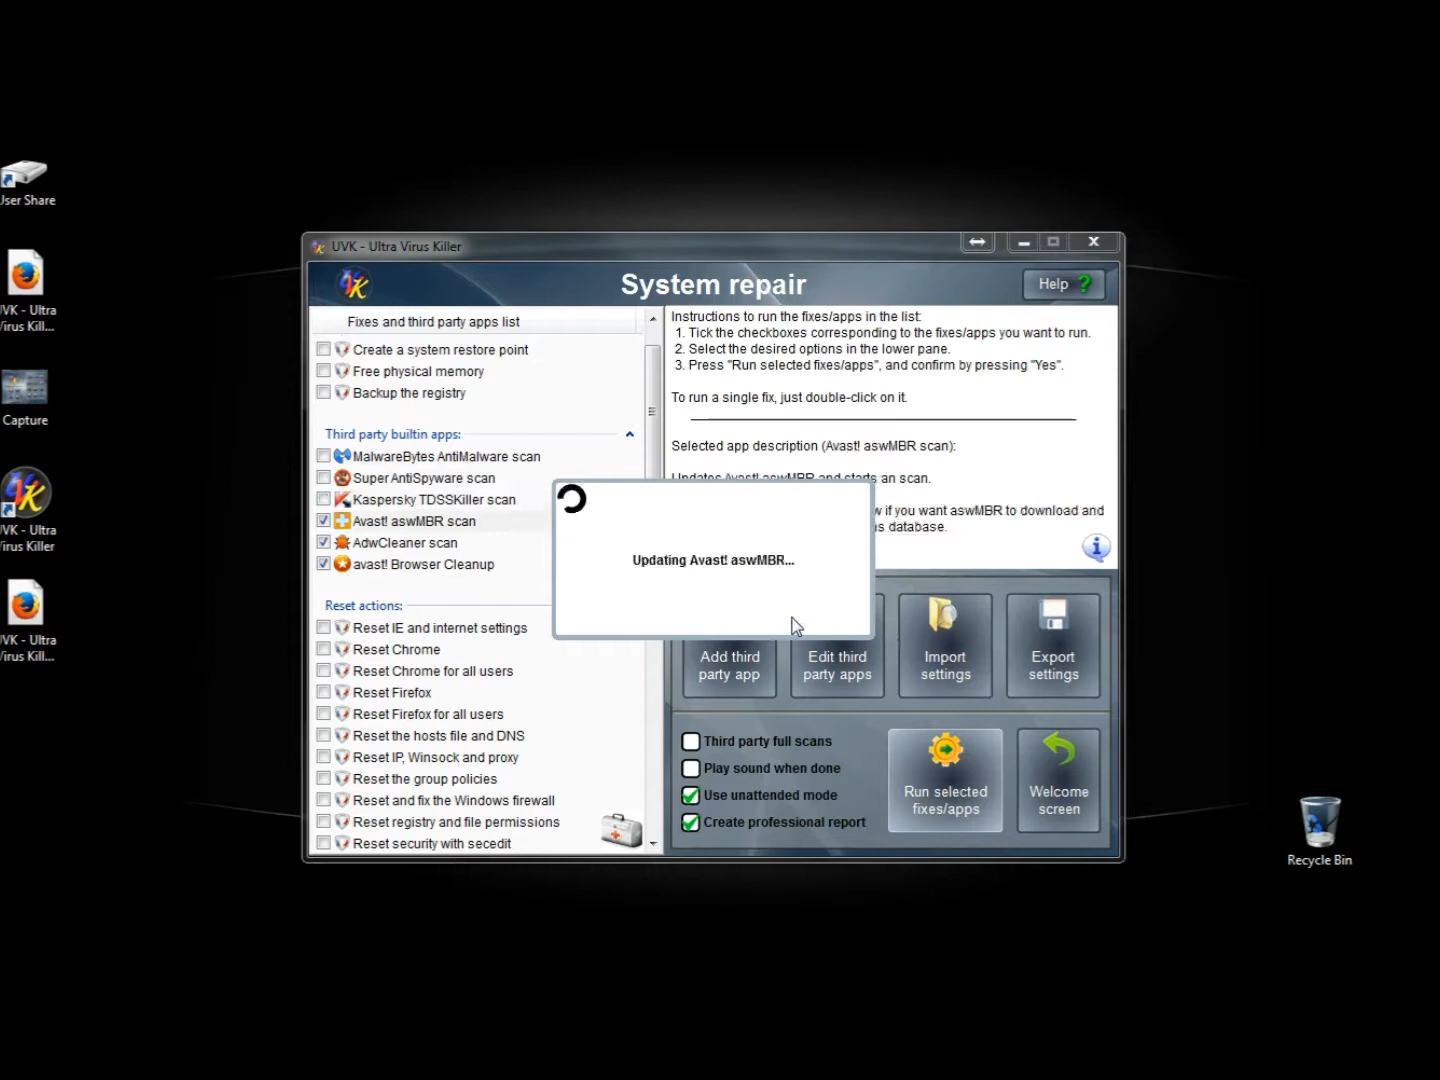 User Share
UVK - Ultra
Virus Kill...
Capture
UVK - Ultra
Virus Killer
UVK - Ultra
Virus Kill...
UVK - Ultra Virus Killer
System repair
Help ?
Fixes and third party apps list
Create a system restore point
Free physical memory
Backup the registry
Third party builtin apps:
MalwareBytes AntiMalware scan
Super AntiSpyware scan
Kaspersky TDSSKiller scan
Avast! aswMBR scan
AdwCleaner scan
avast! Browser Cleanup
Reset actions:
Reset IE and internet settings
Reset Chrome
Reset Chrome for all users
Reset Firefox
Reset Firefox for all users
Reset the hosts file and DNS
Reset IP, Winsock and proxy
Reset the group policies
Reset and fix the Windows firewall
Reset registry and file permissions
Reset security with secedit
Instructions to run the fixes/apps in the list:
1. Tick the checkboxes corresponding to the fixes/apps you want to run.
2. Select the desired options in the lower pane.
3. Press "Run selected fixes/apps", and confirm by pressing "Yes".
To run a single fix, just double-click on it.
Selected app description (Avast! aswMBR scan):
Updates Avast! aswMBR and starts an scan.
if you want aswMBR to download and
database.
Updating Avast! aswMBR...
Add third
party app
Edit third
party apps
Import
settings
Export
settings
Third party full scans
Play sound when done
Use unattended mode
Create professional report
Run selected
fixes/apps
Welcome
screen
Recycle Bin